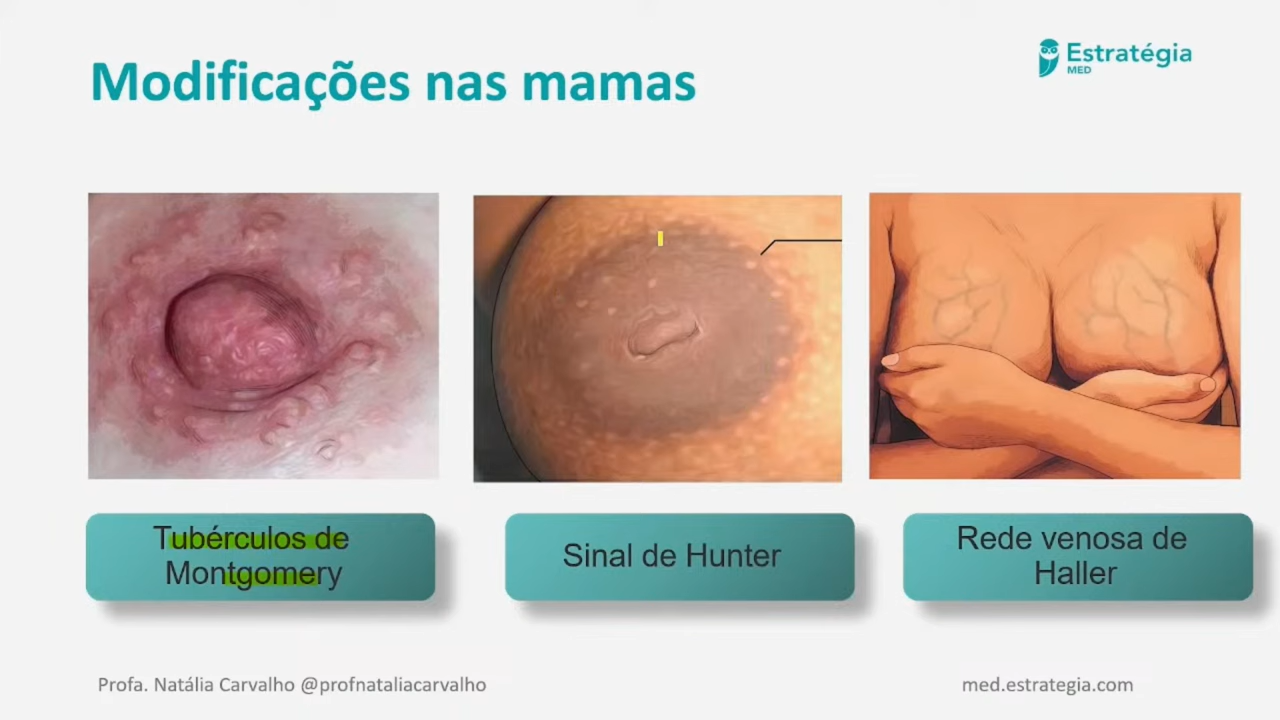 Modificações nas mamas
Estratégia
MED
Tubérculos de
Montgomery
Sinal de Hunter
Rede venosa de
Haller
Profa. Natália Carvalho @profnataliacarvalho
med.estrategia.com